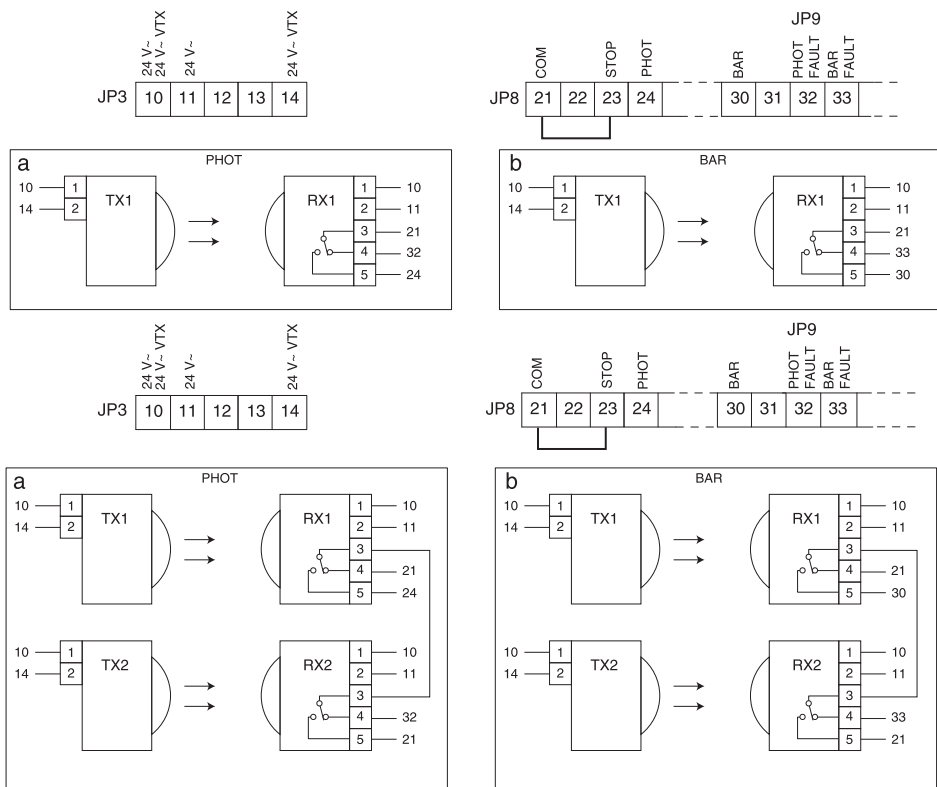 JP9
24 V~
24 V~ VTX
24 V~
24 V~ VTX
COM
STOP
PHOT
BAR
PHOT
FAULT
BAR
FAULT
JP3 10 11 12 13 14
JP8 21 22 23 24 30 31 32 33
a PHOT
10 1 TX1 RX1 1 10
14 2 2 11
3 21
4 32
5 24
b BAR
10 1 TX1 RX1 1 10
14 2 2 11
3 21
4 33
5 30
JP9
24 V~
24 V~ VTX
24 V~
24 V~ VTX
COM
STOP
PHOT
BAR
PHOT
FAULT
BAR
FAULT
JP3 10 11 12 13 14
JP8 21 22 23 24 30 31 32 33
a PHOT
10 1 TX1 RX1 1 10
14 2 2 11
3
4 21
5 24
10 1 TX2 RX2 1 10
14 2 2 11
3
4 32
5 21
b BAR
10 1 TX1 RX1 1 10
14 2 2 11
3
4 21
5 30
10 1 TX2 RX2 1 10
14 2 2 11
3
4 33
5 21